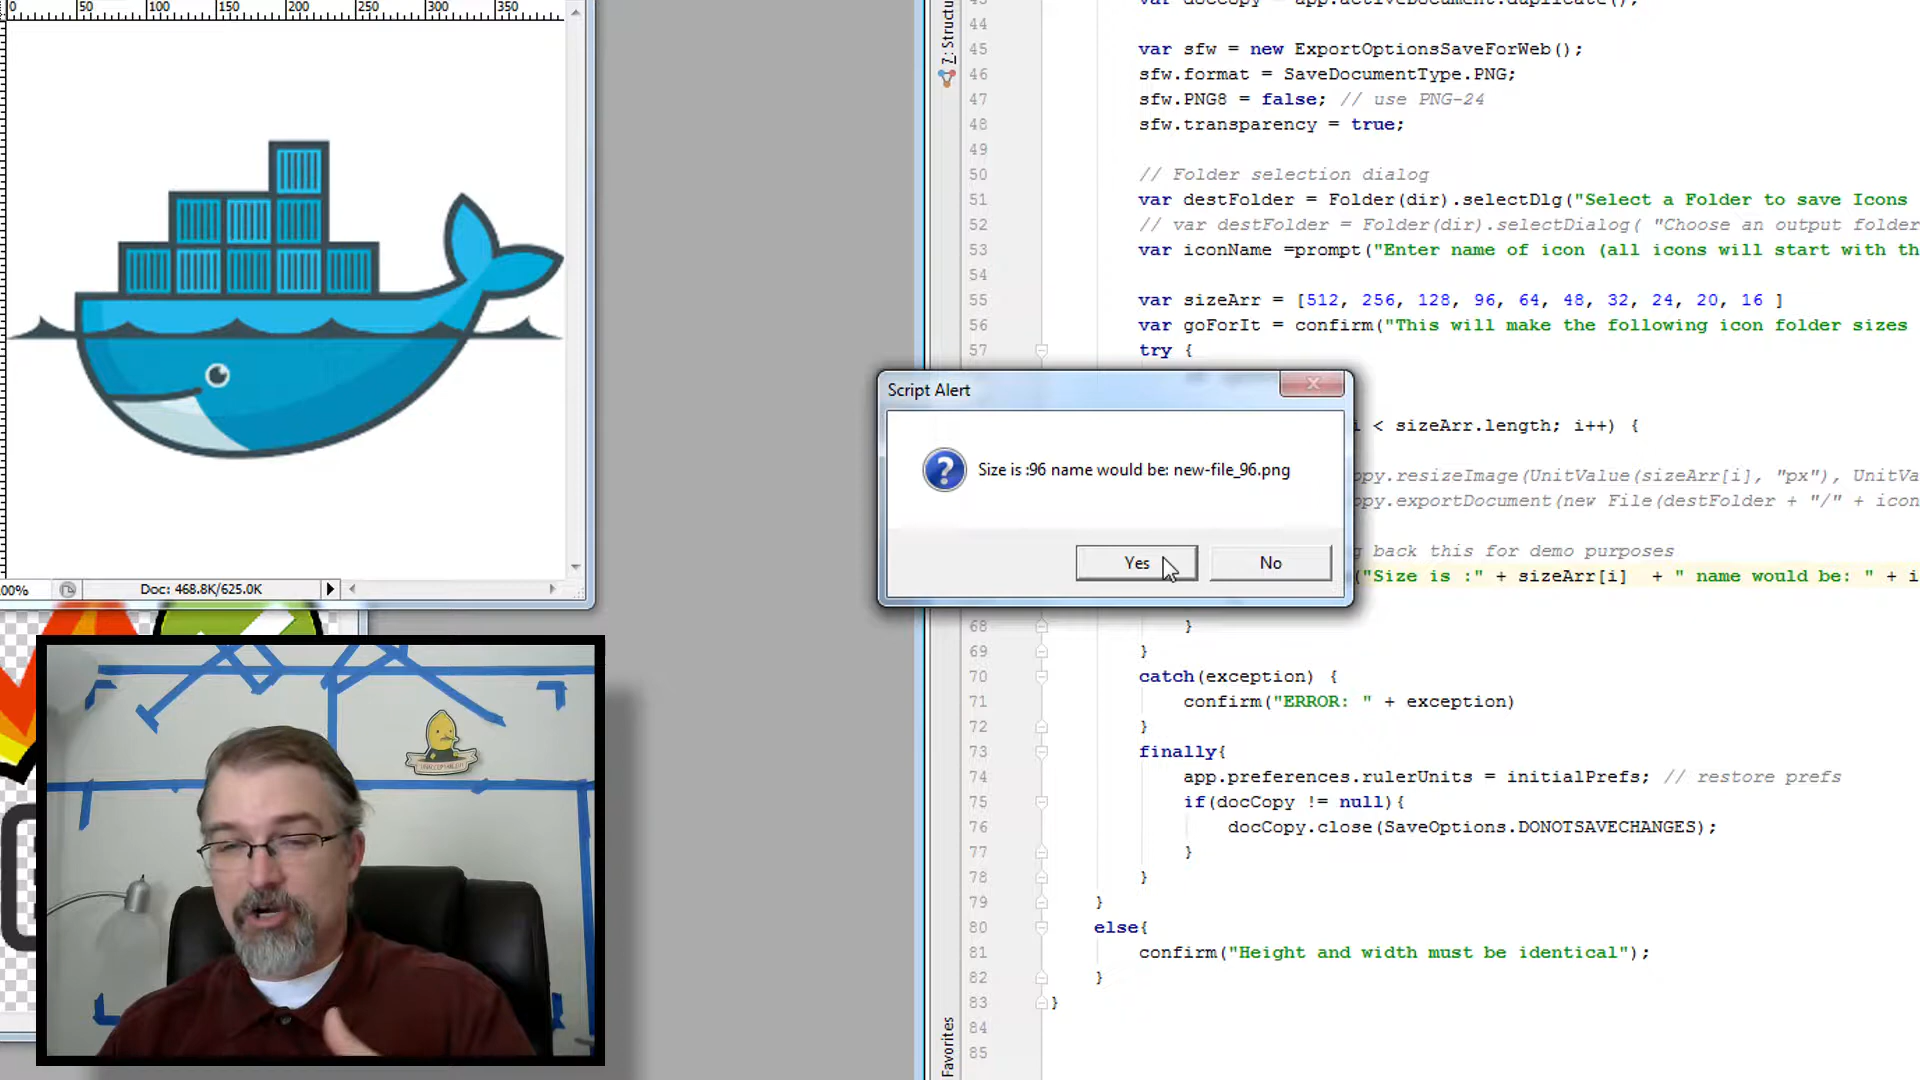 0 50 100 150 200 250 300 350
00% Doc: 468.8K/625.0K
7: Structu
Favorites
43 var docCopy = app.activeDocument.duplicate();
44
45 var sfw = new ExportOptionsSaveForWeb();
46 sfw.format = SaveDocumentType.PNG;
47 sfw.PNG8 = false; // use PNG-24
48 sfw.transparency = true;
49
50 // Folder selection dialog
51 var destFolder = Folder(dir).selectDlg("Select a Folder to save Icons
52 // var destFolder = Folder(dir).selectDialog( "Choose an output folder
53 var iconName =prompt("Enter name of icon (all icons will start with th
54
55 var sizeArr = [512, 256, 128, 96, 64, 48, 32, 24, 20, 16 ]
56 var goForIt = confirm("This will make the following icon folder sizes
57 try {
i < sizeArr.length; i++) {
py.resizeImage(UnitValue(sizeArr[i], "px"), UnitVa
py.exportDocument(new File(destFolder + "/" + icon
g back this for demo purposes
("Size is :" + sizeArr[i] + " name would be: " + i
Script Alert
Size is :96 name would be: new-file_96.png
Yes No
68 }
69 }
70 catch(exception) {
71 confirm("ERROR: " + exception)
72 }
73 finally{
74 app.preferences.rulerUnits = initialPrefs; // restore prefs
75 if(docCopy != null){
76 docCopy.close(SaveOptions.DONOTSAVECHANGES);
77 }
78 }
79 }
80 else{
81 confirm("Height and width must be identical");
82 }
83 }
84
85